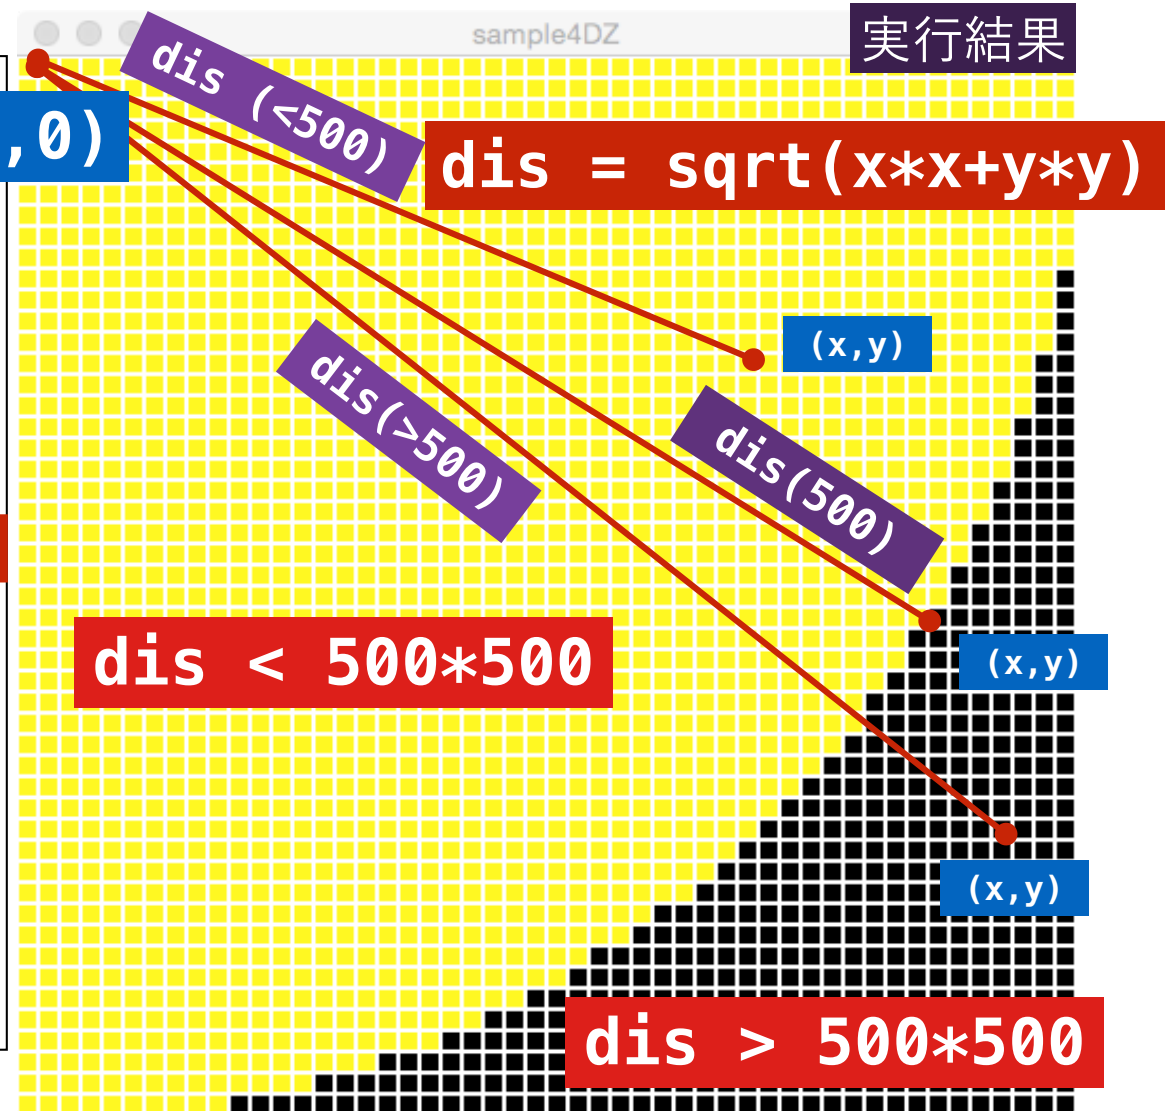 sample4DZ
実行結果
dis (<500)
,0)
dis = sqrt(x*x+y*y)
(x,y)
dis(>500)
dis(500)
dis < 500*500
(x,y)
(x,y)
dis > 500*500